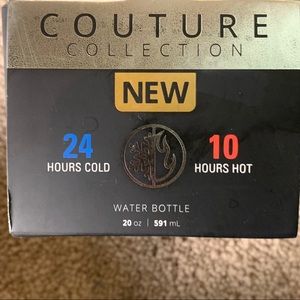 COUTURE
COLLECTION
NEW
24
HOURS COLD
10
HOURS HOT
WATER BOTTLE
20 oz | 591 mL